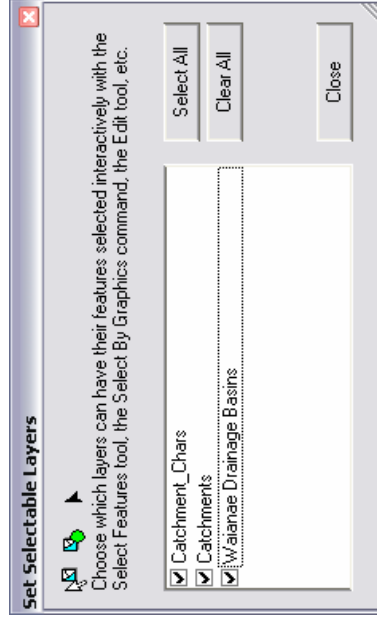 Set Selectable Layers
Choose which layers can have their features selected interactively with the
Select Features tool, the Select By Graphics command, the Edit tool, etc.
Catchment_Chars
Catchments
Waianae Drainage Basins
Select All
Clear All
Close